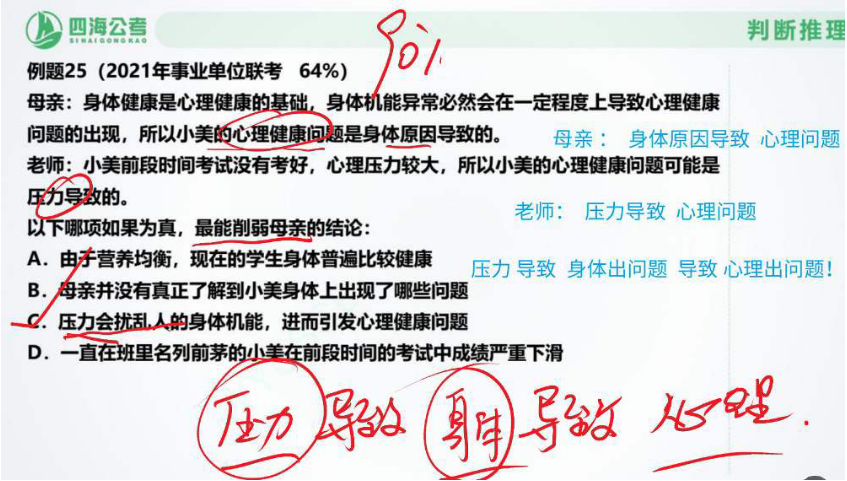 四海公考
SIHAIGONGKAO
判断推理
90%
例题25（2021年事业单位联考 64%）
母亲：身体健康是心理健康的基础，身体机能异常必然会在一定程度上导致心理健康
问题的出现，所以小美的心理健康问题是身体原因导致的。
母亲： 身体原因导致 心理问题
老师：小美前段时间考试没有考好，心理压力较大，所以小美的心理健康问题可能是
压力导致的。
老师： 压力导致 心理问题
以下哪项如果为真，最能削弱母亲的结论：
A．由于营养均衡，现在的学生身体普遍比较健康
压力 导致 身体出问题 导致 心理出问题！
B．母亲并没有真正了解到小美身体上出现了哪些问题
C．压力会扰乱人的身体机能，进而引发心理健康问题
D．一直在班里名列前茅的小美在前段时间的考试中成绩严重下滑
压力 导致 身体 导致 心理.